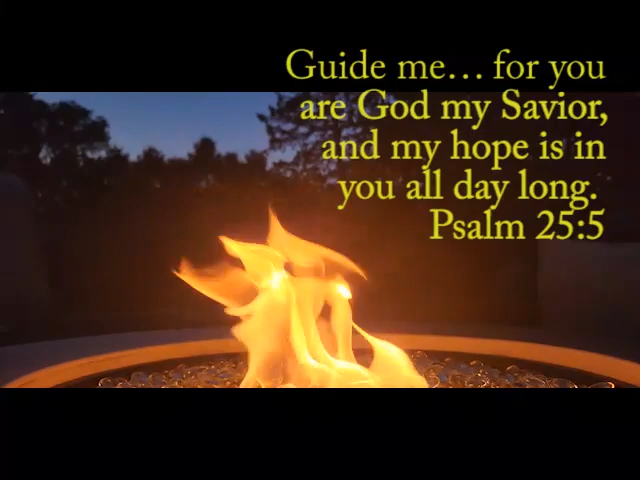 Guide me... for you
are God my Savior,
and my hope is in
you all day long.
Psalm 25:5